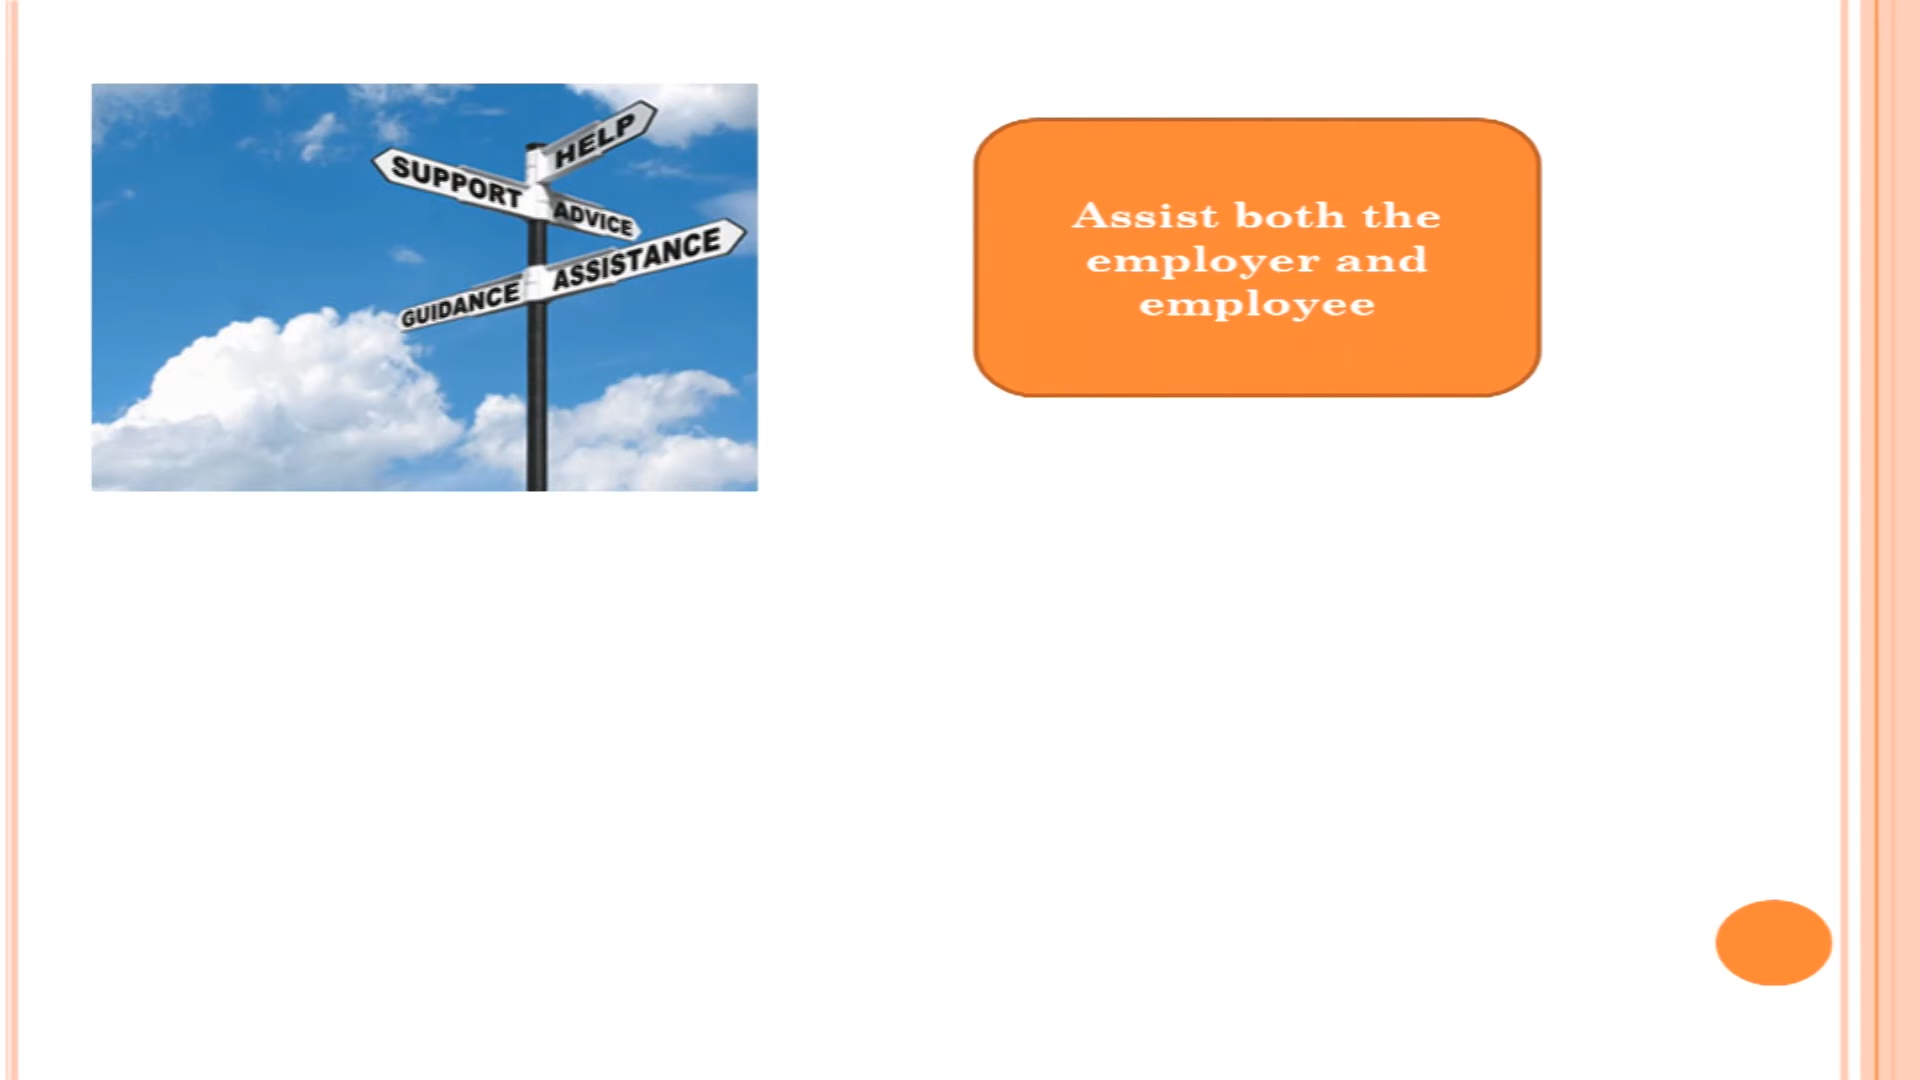 HELP
SUPPORT
ADVICE
ASSISTANCE
GUIDANCE
Assist both the
employer and
employee